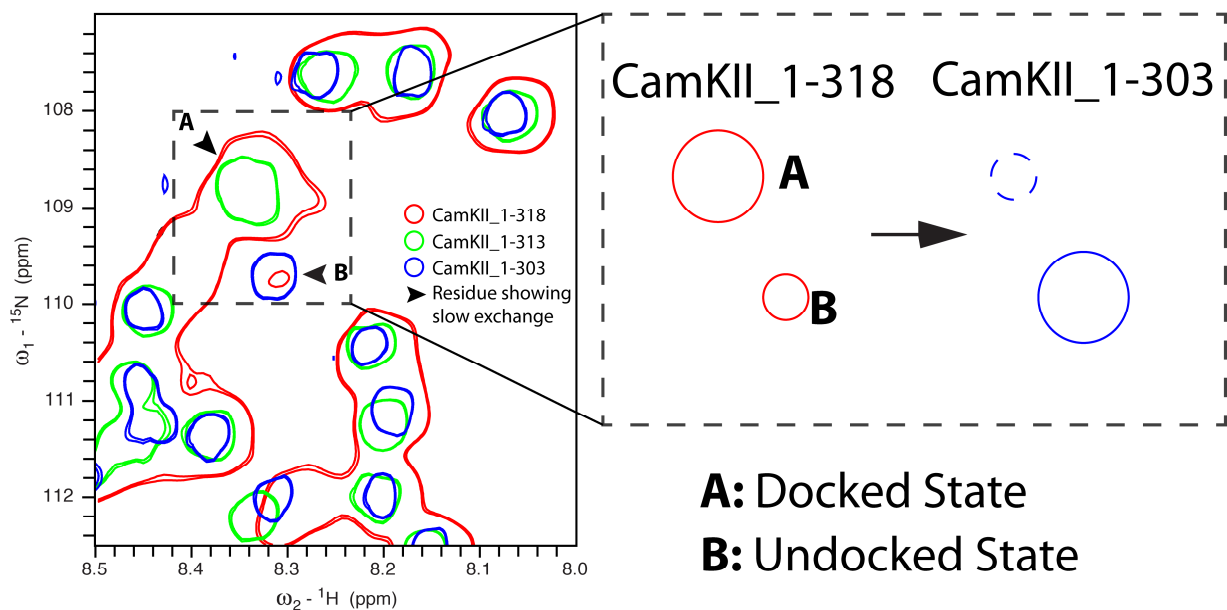 108
109
110
111
112
ω1 - 15N (ppm)
8.5
8.4
8.3
8.2
8.1
8.0
ω2 - 1H (ppm)
A
B
CamKII_1-318
CamKII_1-313
CamKII_1-303
Residue showing
slow exchange
CamKII_1-318
CamKII_1-303
A
B
A: Docked State
B: Undocked State